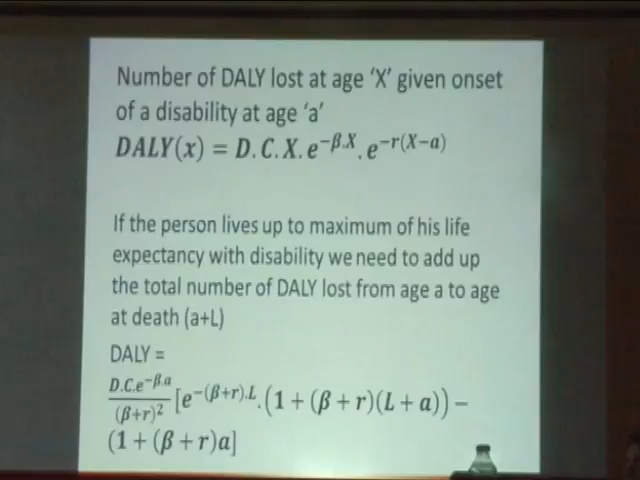 Number of DALY lost at age 'X' given onset
of a disability at age 'a'
DALY(x) = D.C.X.e^−β.X.e^−r(X−a)
If the person lives up to maximum of his life
expectancy with disability we need to add up
the total number of DALY lost from age a to age
at death (a+L)
DALY =
D.C.e^−β.a/(β+r)^2 [e^−(β+r).L.(1+(β+r)(L+a)) −
(1+(β+r)a]